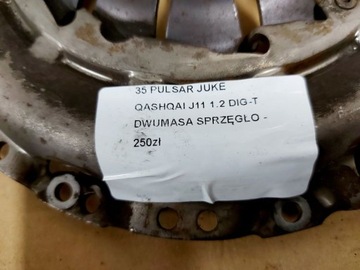 35 PULSAR JUKE
QASHQAI J11 1.2 DIG-T
DWUMASA SPRZĘGŁO -
250zł